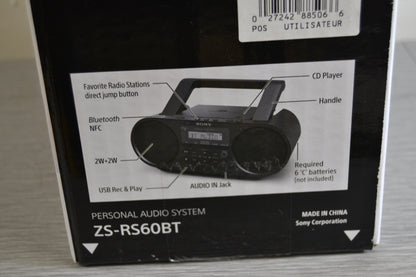 0 27242 88506 6
POS UTILISATEUR
Favorite Radio Stations
direct jump button
CD Player
Handle
Bluetooth
NFC
SONY
2W+2W
USB Rec & Play
AUDIO IN Jack
Required
6 'C' batteries
(not included)
PERSONAL AUDIO SYSTEM
ZS-RS60BT
MADE IN CHINA
Sony Corporation